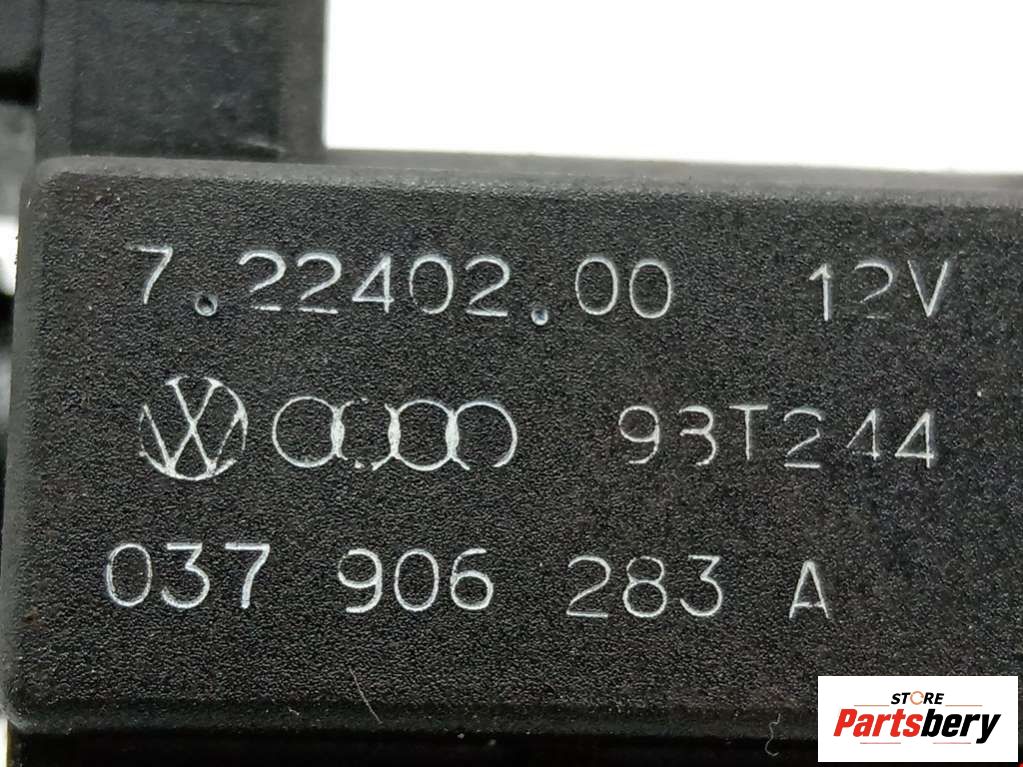 7.22402.00 12V
93T244
037 906 283 A
STORE
Partsbery